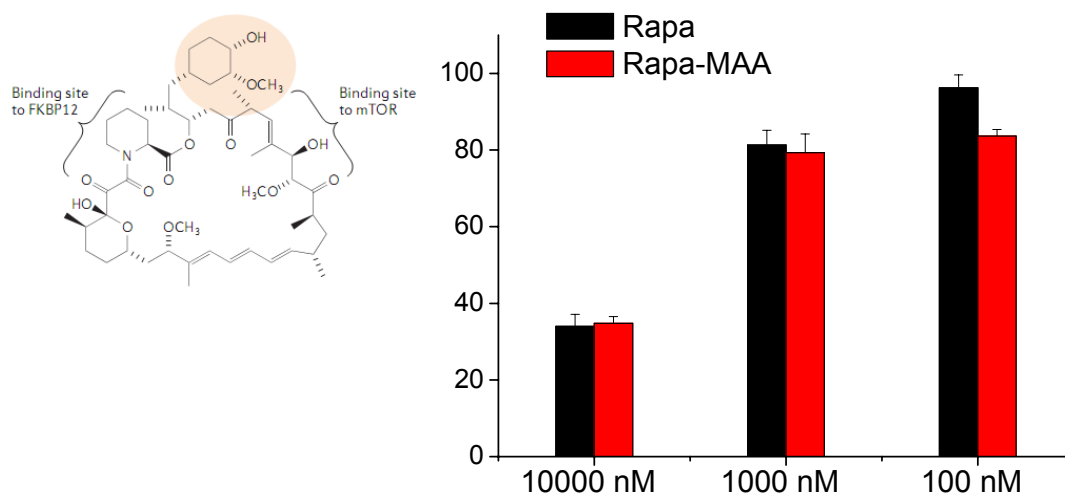 OH
OCH3
Binding site
to FKBP12
Binding site
to mTOR
O
O
OH
N
O
O
O
O
H3CO
O
HO
O
OCH3
Rapa
Rapa-MAA
100
80
60
40
20
0
10000 nM
1000 nM
100 nM